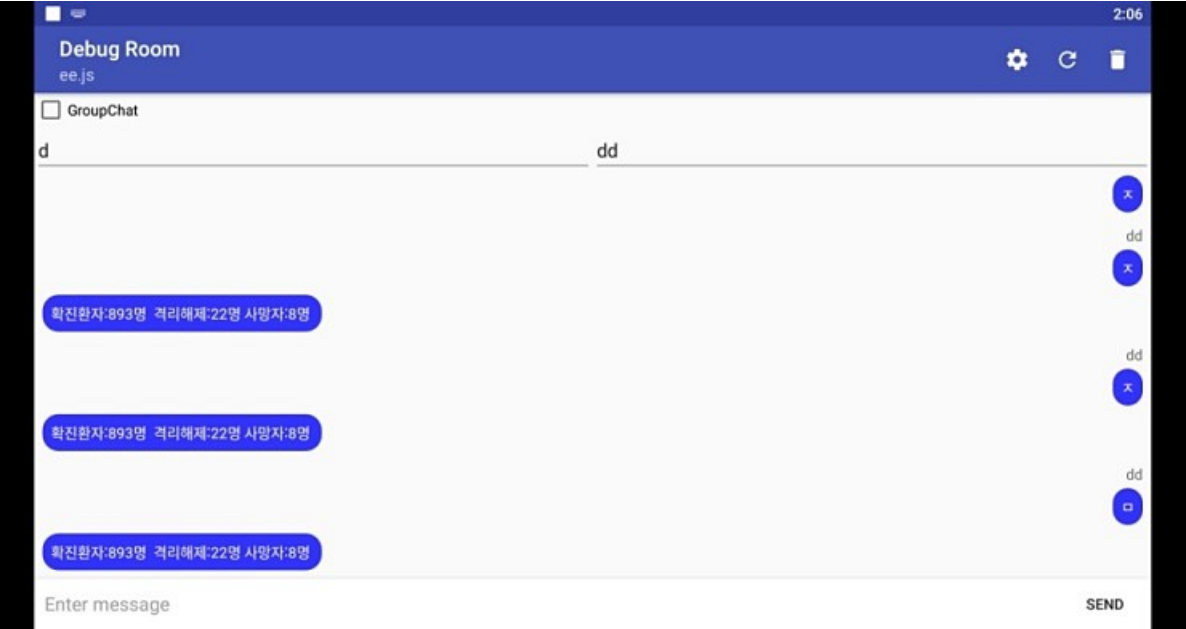 2:06
Debug Room
ee.js
GroupChat
d dd
ㅈ
dd
ㅈ
확진환자:893명 격리해제:22명 사망자:8명
dd
ㅈ
확진환자:893명 격리해제:22명 사망자:8명
dd
ㅁ
확진환자:893명 격리해제:22명 사망자:8명
Enter message SEND